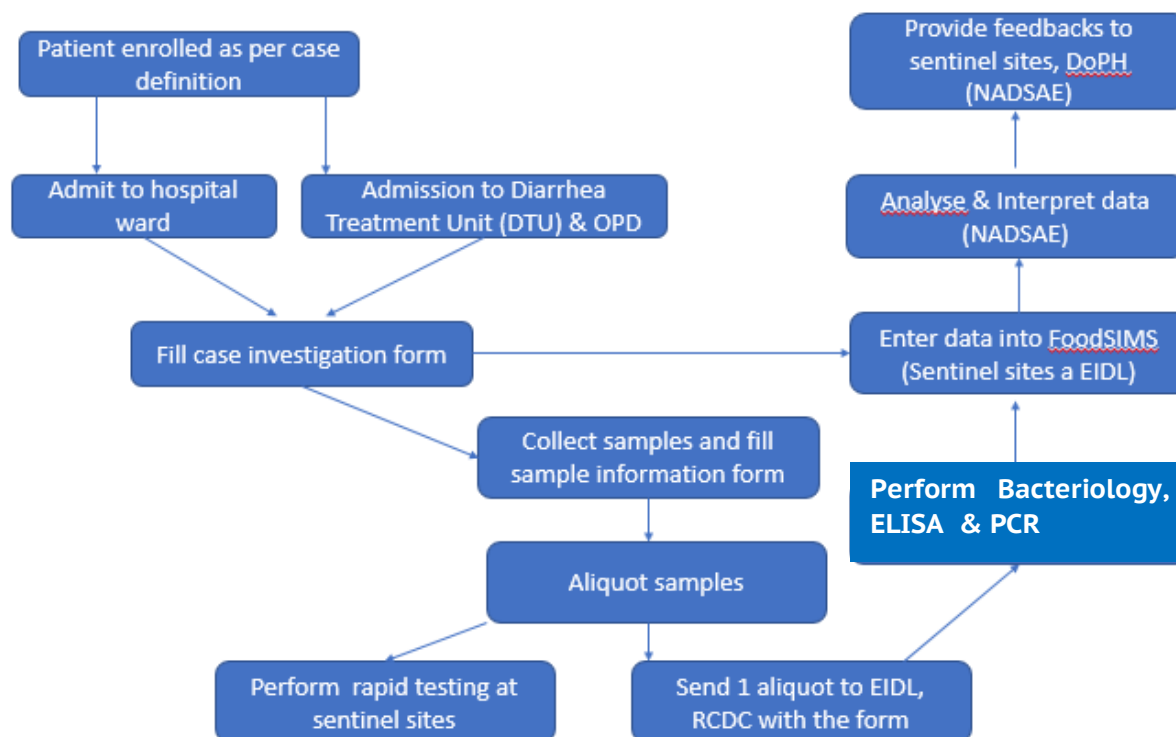 Patient enrolled as per case
definition
Admit to hospital
ward
Admission to Diarrhea
Treatment Unit (DTU) & OPD
Fill case investigation form
Collect samples and fill
sample information form
Aliquot samples
Perform rapid testing at
sentinel sites
Send 1 aliquot to EIDL,
RCDC with the form
Perform Bacteriology,
ELISA & PCR
Enter data into FoodSIMS
(Sentinel sites a EIDL)
Analyse & Interpret data
(NADSAE)
Provide feedbacks to
sentinel sites, DoPH
(NADSAE)